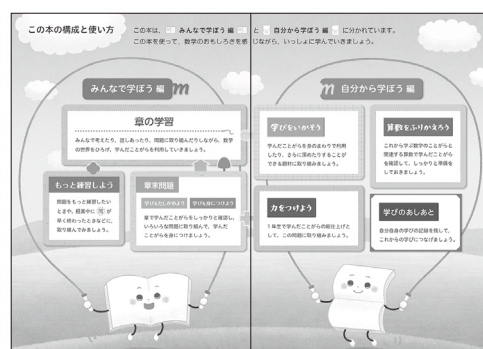 この本の構成と使い方
この本は、 みんなで学ぼう 編 と 自分から学ぼう 編 に分かれています。
この本を使って、数学のおもしろさを感じながら、いっしょに学んでいきましょう。
みんなで学ぼう 編 m
章の学習
みんなで考えたり、話しあったり、問題に取り組んだりしながら、数学
の世界をひろげ、学んだことがらを利用していきましょう。
もっと練習しよう
問題をもっと練習したい
ときや、授業中に 問 が
早く終わったときなどに、
取り組んでみましょう。
章末問題
学びをたしかめよう 学びを身につけよう
章で学んだことがらをしっかりと確認し、
いろいろな問題に取り組んで、学んだ
ことがらを身につけましょう。
m 自分から学ぼう 編
学びをいかそう
学んだことがらを身のまわりで利用
したり、さらに深めたりすることが
できる題材に取り組みましょう。
算数をふりかえろう
これから学ぶ数学のことがらと
関連する算数で学んだことがら
を確認して、しっかりと準備を
しておきましょう。
力をつけよう
1年生で学んだことがらの総仕上げと
して、この問題に取り組みましょう。
学びのあしあと
自分自身の学びの記録を残して、
これからの学びにつなげましょう。